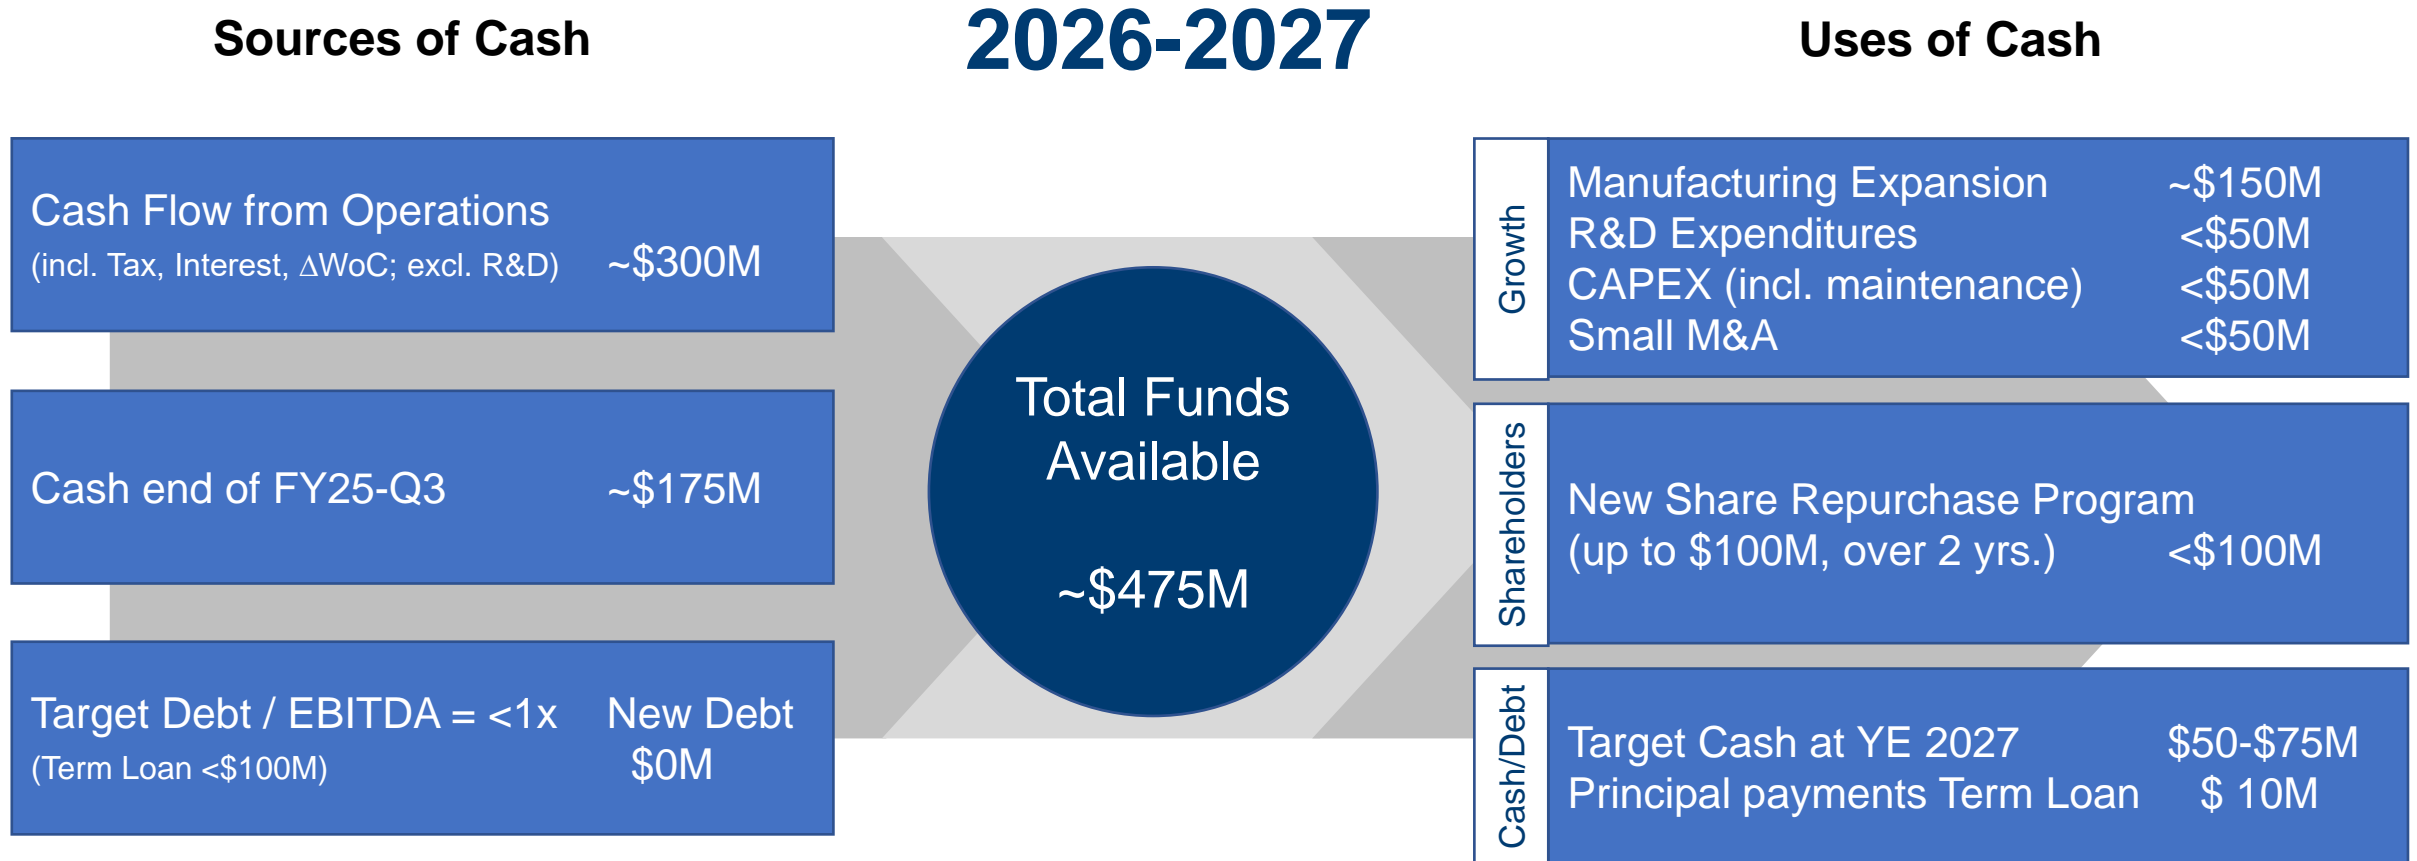 Sources of Cash
2026-2027
Uses of Cash
Cash Flow from Operations
(incl. Tax, Interest, ΔWoC; excl. R&D) ~$300M
Cash end of FY25-Q3 ~$175M
Target Debt / EBITDA = <1x New Debt
(Term Loan <$100M) $0M
Total Funds
Available
~$475M
Growth
Manufacturing Expansion ~$150M
R&D Expenditures <$50M
CAPEX (incl. maintenance) <$50M
Small M&A <$50M
Shareholders
New Share Repurchase Program
(up to $100M, over 2 yrs.) <$100M
Cash/Debt
Target Cash at YE 2027 $50-$75M
Principal payments Term Loan $ 10M